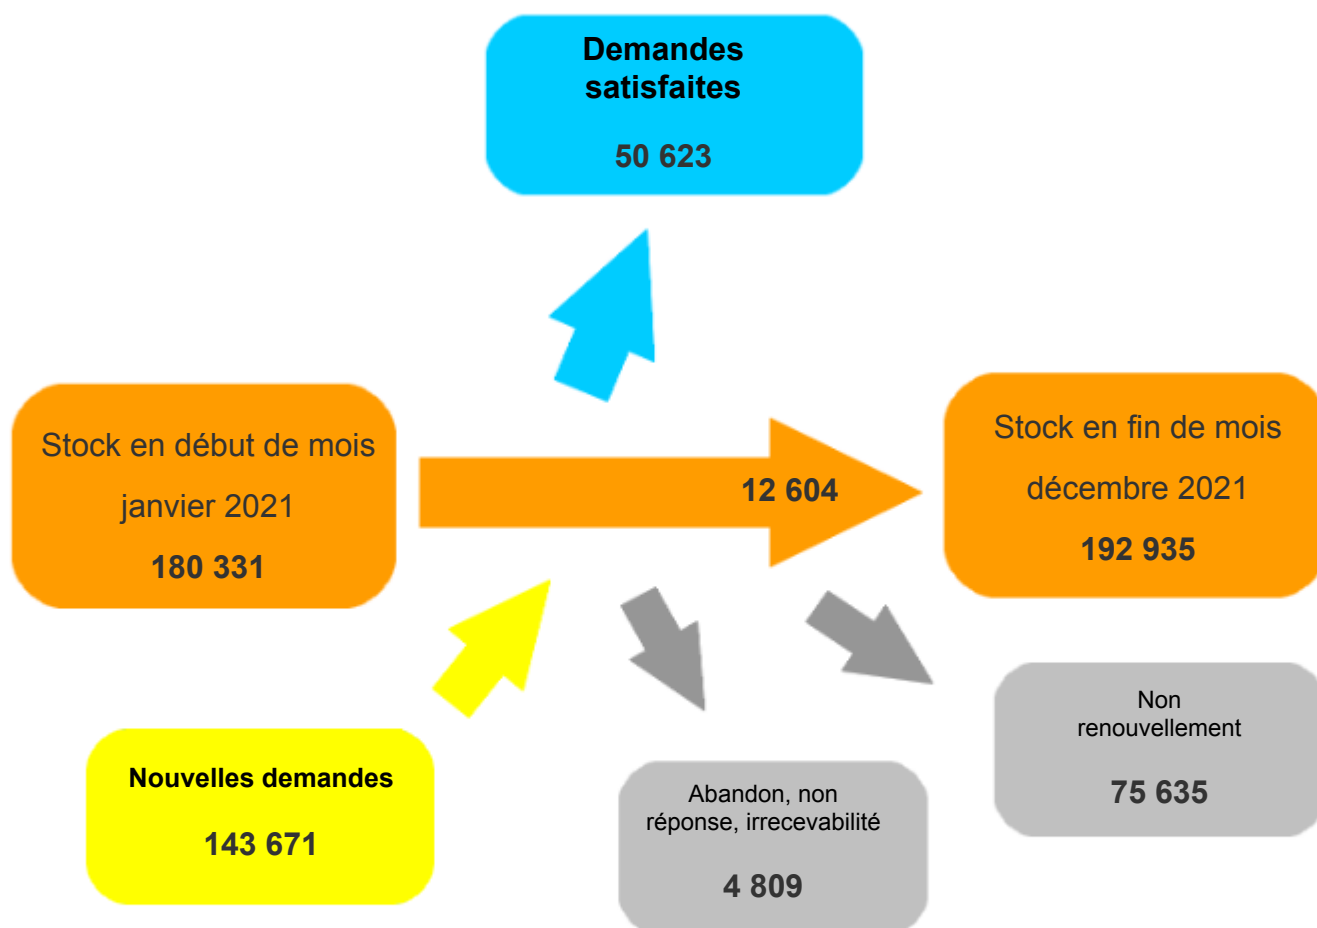 Demandes
satisfaites
50 623
Stock en début de mois
janvier 2021
180 331
12 604
Stock en fin de mois
décembre 2021
192 935
Nouvelles demandes
143 671
Abandon, non
réponse, irrecevabilité
4 809
Non
renouvellement
75 635